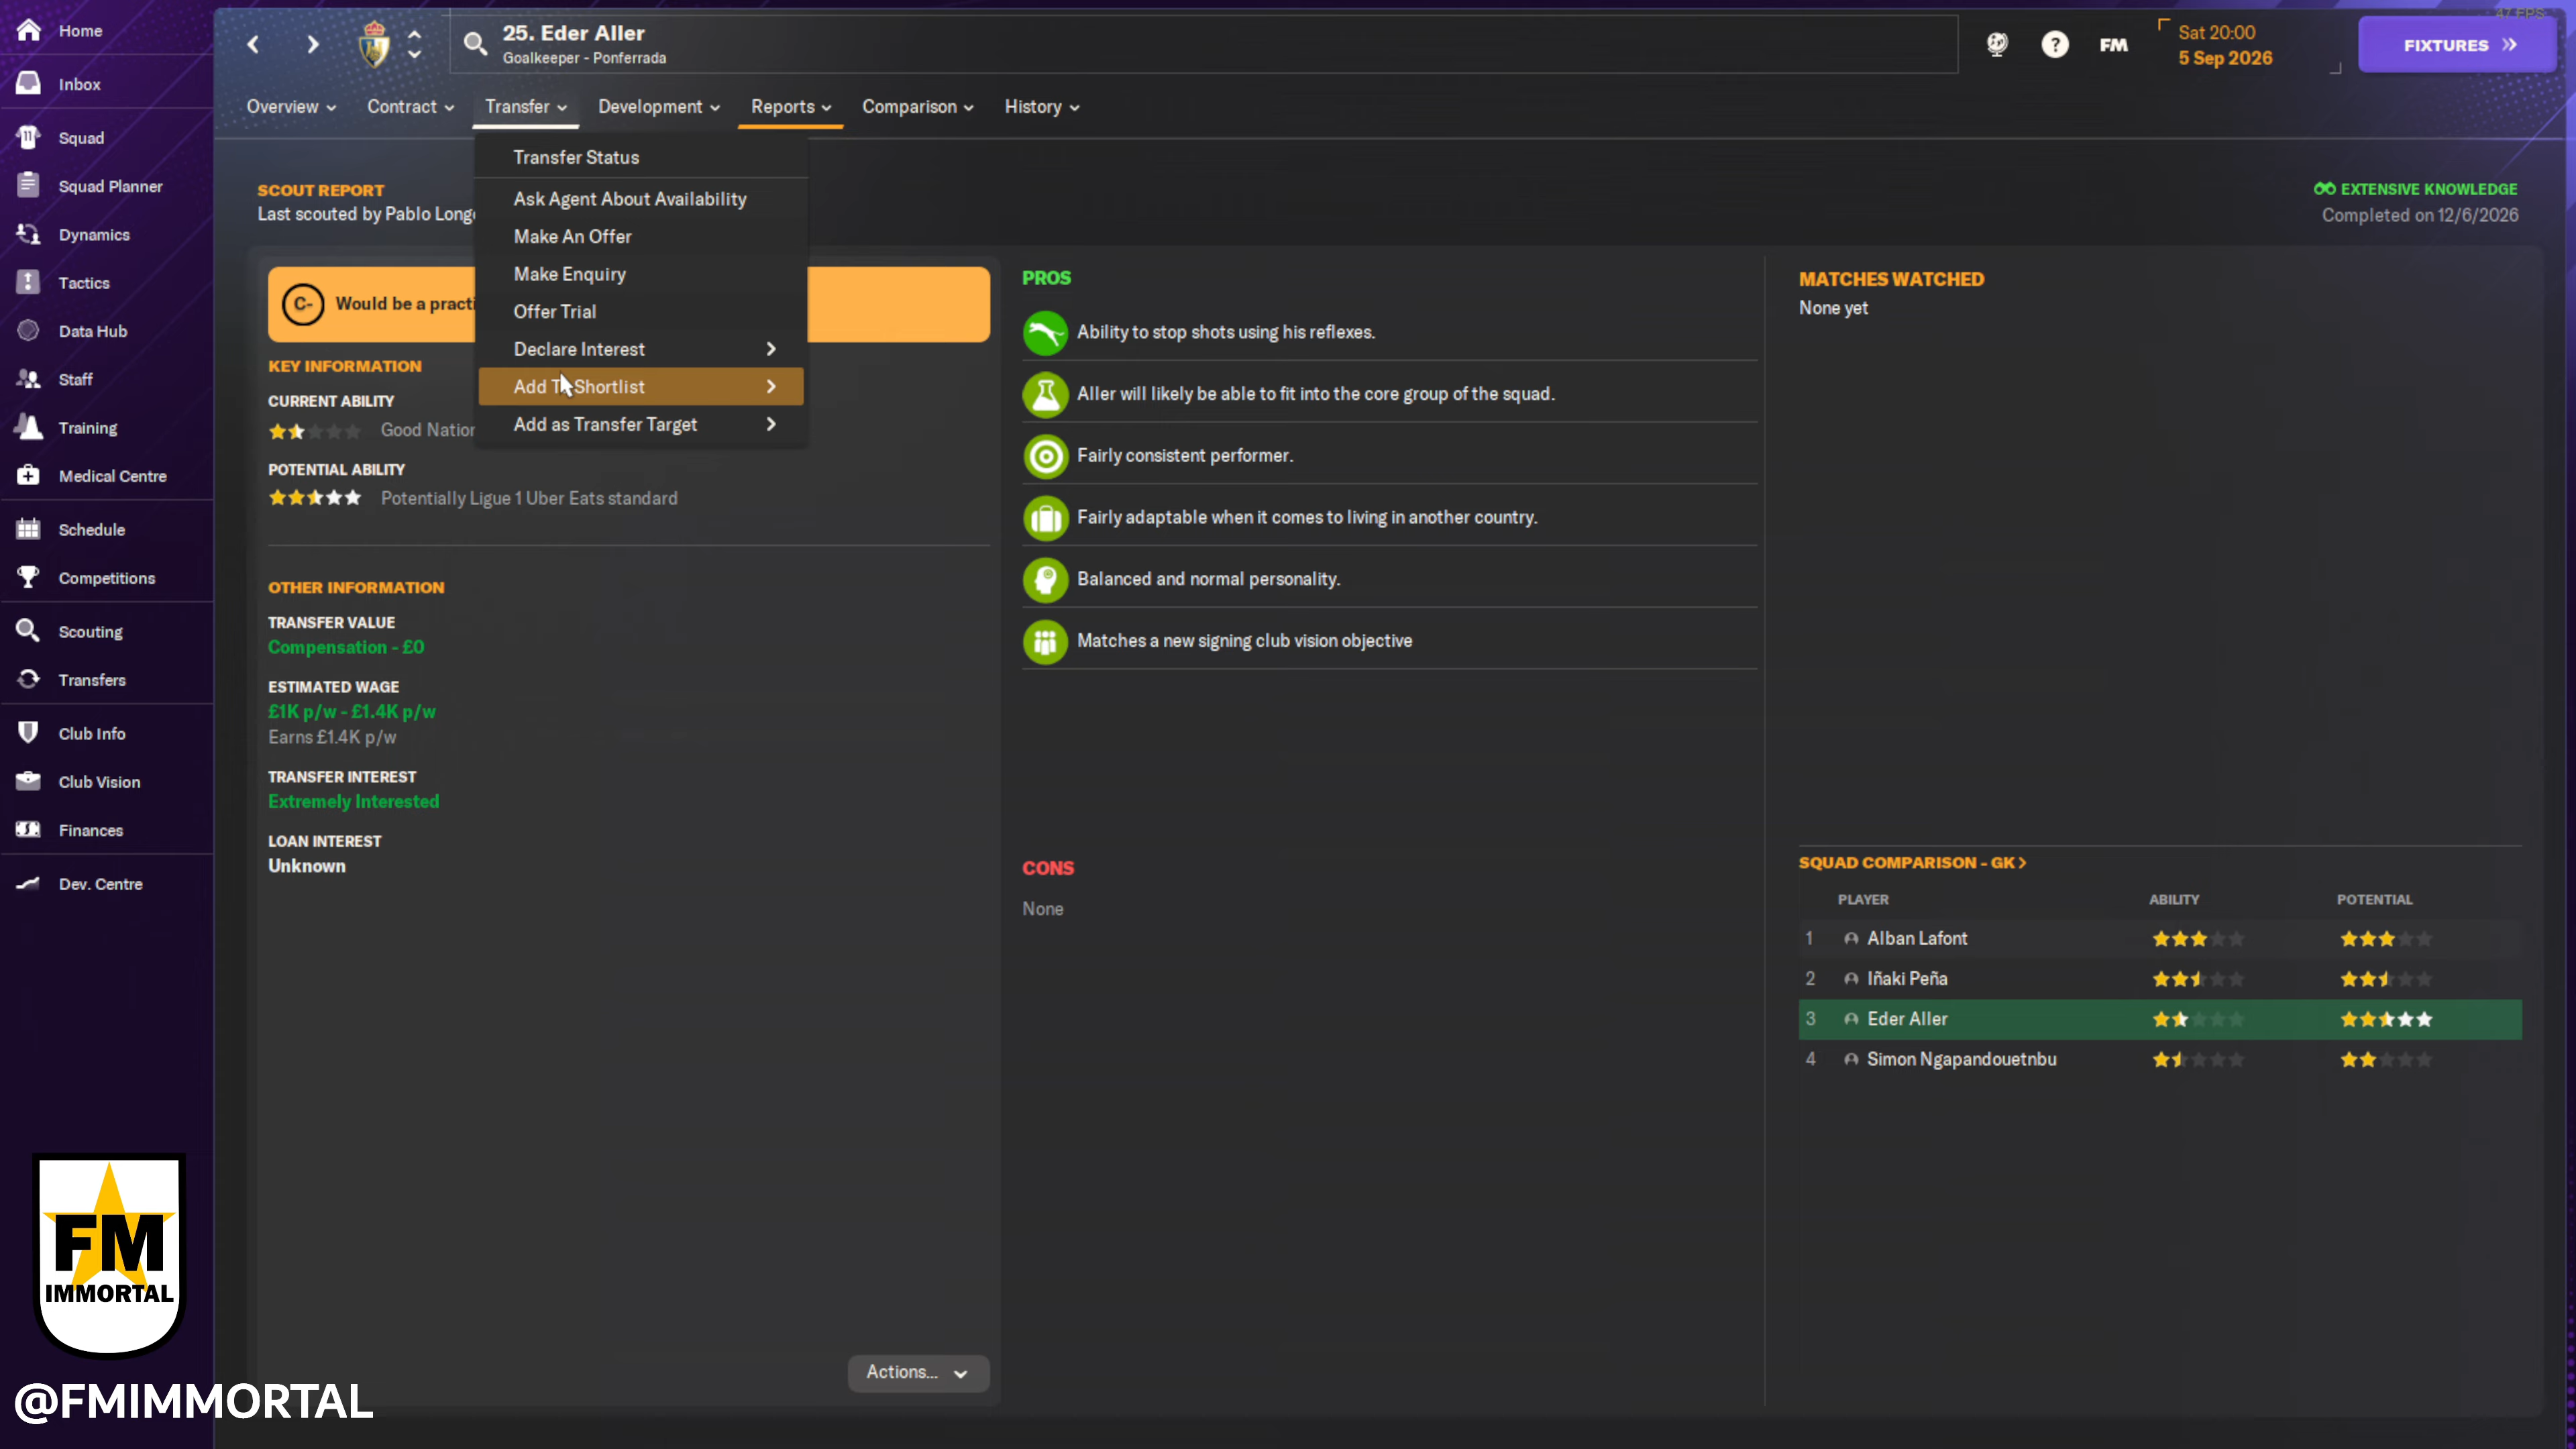 Home
Inbox
Squad
Squad Planner
Dynamics
Tactics
Data Hub
Staff
Training
Medical Centre
Schedule
Competitions
Scouting
Transfers
Club Info
Club Vision
Finances
Dev. Centre
FM
IMMORTAL
@FMIMMORTAL
25. Eder Aller
Goalkeeper - Ponferrada
FM
47 FPS
Sat 20:00
5 Sep 2026
FIXTURES
Overview
Contract
Transfer
Development
Reports
Comparison
History
Transfer Status
Ask Agent About Availability
Make An Offer
Make Enquiry
Offer Trial
Declare Interest
Add To Shortlist
Add as Transfer Target
SCOUT REPORT
Last scouted by Pablo Long
EXTENSIVE KNOWLEDGE
Completed on 12/6/2026
C- Would be a practi
KEY INFORMATION
CURRENT ABILITY
Good Nation
POTENTIAL ABILITY
Potentially Ligue 1 Uber Eats standard
OTHER INFORMATION
TRANSFER VALUE
Compensation - £0
ESTIMATED WAGE
£1K p/w - £1.4K p/w
Earns £1.4K p/w
TRANSFER INTEREST
Extremely Interested
LOAN INTEREST
Unknown
Actions...
PROS
Ability to stop shots using his reflexes.
Aller will likely be able to fit into the core group of the squad.
Fairly consistent performer.
Fairly adaptable when it comes to living in another country.
Balanced and normal personality.
Matches a new signing club vision objective
CONS
None
MATCHES WATCHED
None yet
SQUAD COMPARISON - GK
PLAYER ABILITY POTENTIAL
1 Alban Lafont
2 Iñaki Peña
3 Eder Aller
4 Simon Ngapandouetnbu